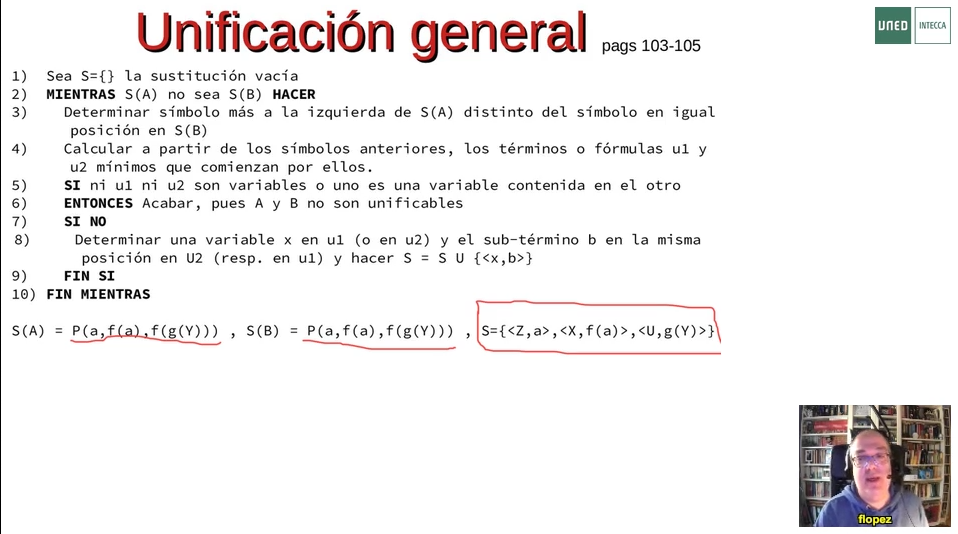 Unificación general pags 103-105
UNED INTECCA
1) Sea S={} la sustitución vacía
2) MIENTRAS S(A) no sea S(B) HACER
3) Determinar símbolo más a la izquierda de S(A) distinto del símbolo en igual
posición en S(B)
4) Calcular a partir de los símbolos anteriores, los términos o fórmulas u1 y
u2 mínimos que comienzan por ellos.
5) SI ni u1 ni u2 son variables o uno es una variable contenida en el otro
6) ENTONCES Acabar, pues A y B no son unificables
7) SI NO
8) Determinar una variable x en u1 (o en u2) y el sub-término b en la misma
posición en U2 (resp. en u1) y hacer S = S U {<x,b>}
9) FIN SI
10) FIN MIENTRAS
S(A) = P(a,f(a),f(g(Y))) , S(B) = P(a,f(a),f(g(Y))) , S={<Z,a>,<X,f(a)>,<U,g(Y)>}
flopez